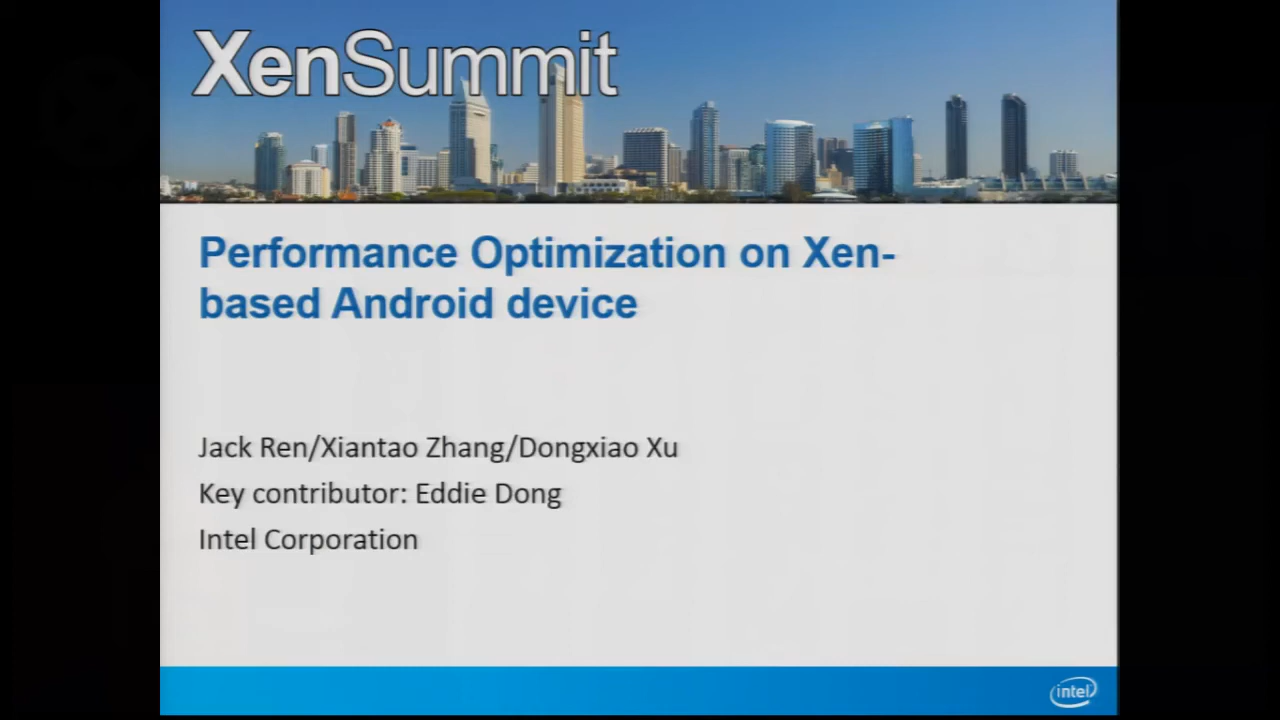 XenSummit
Performance Optimization on Xen-
based Android device
Jack Ren/Xiantao Zhang/Dongxiao Xu
Key contributor: Eddie Dong
Intel Corporation
intel